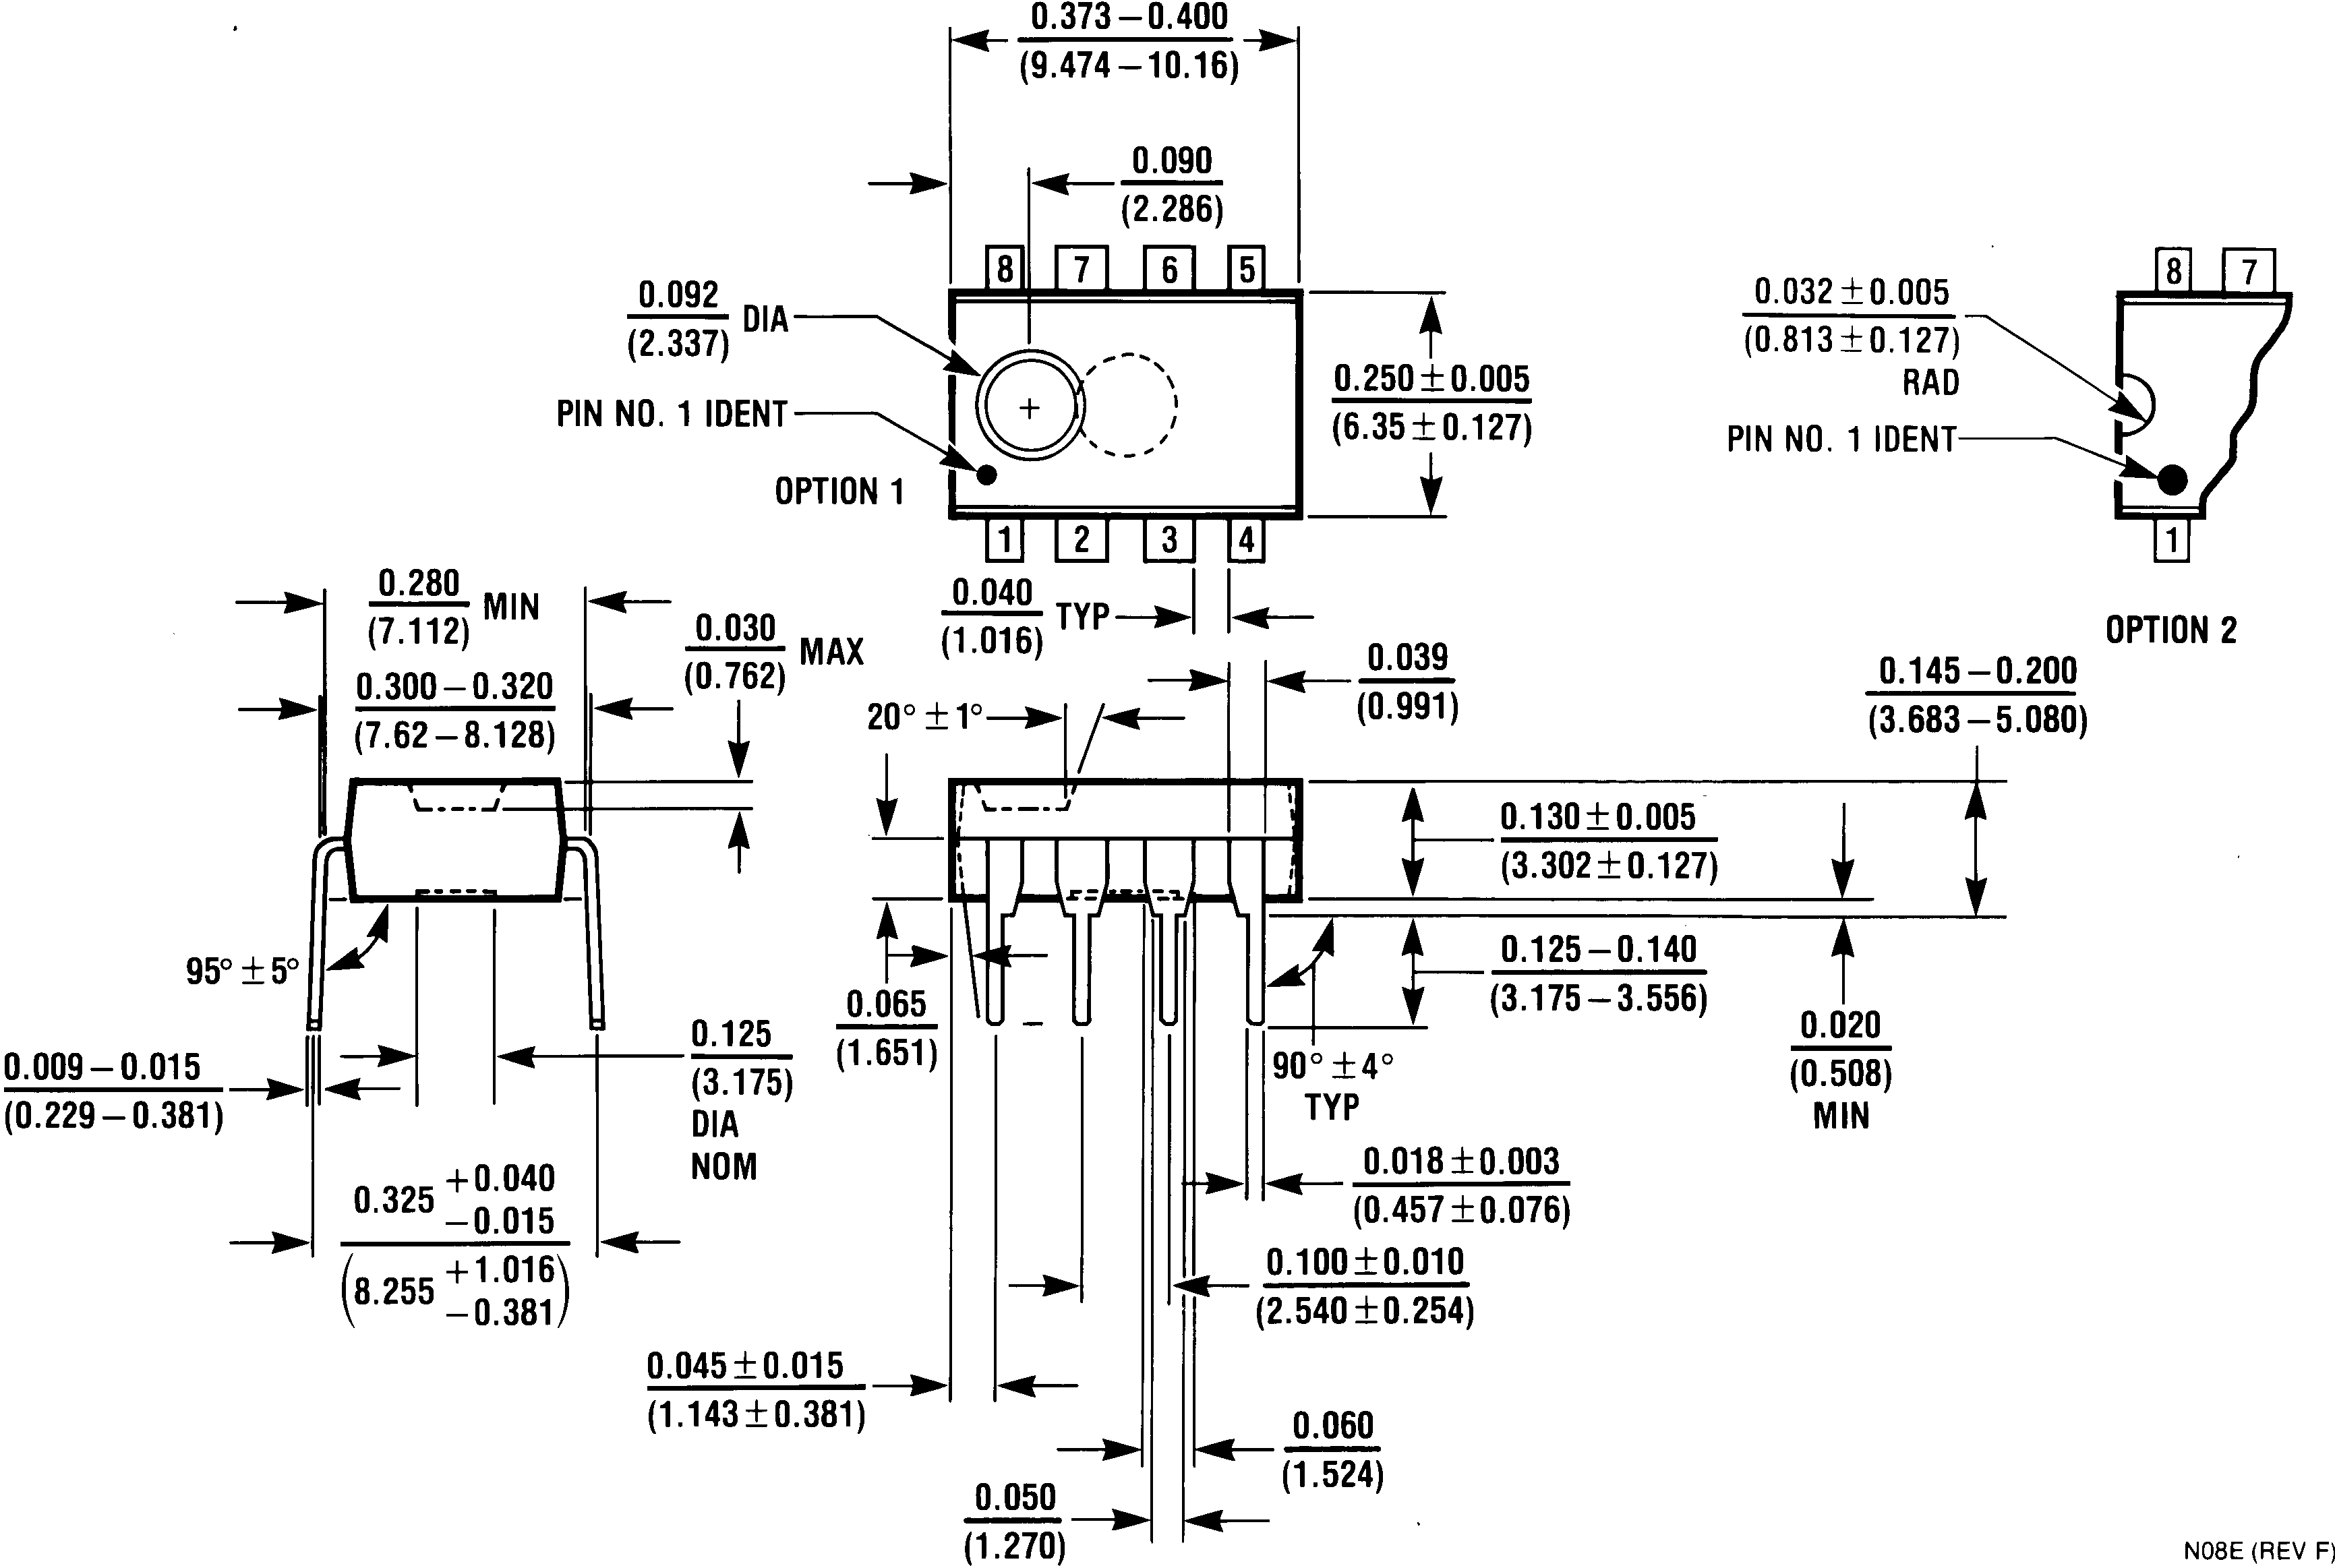 0.373 – 0.400
(9.474 – 10.16)
0.090
(2.286)
8
7
6
5
0.092
(2.337)
DIA
PIN NO. 1 IDENT
OPTION 1
+
0.250 ± 0.005
(6.35 ± 0.127)
1
2
3
4
8
7
0.032 ± 0.005
(0.813 ± 0.127)
RAD
PIN NO. 1 IDENT
1
OPTION 2
0.280
(7.112)
MIN
0.300 – 0.320
(7.62 – 8.128)
0.030
(0.762)
MAX
0.040
(1.016)
TYP
0.039
(0.991)
20° ± 1°
0.145 – 0.200
(3.683 – 5.080)
0.130 ± 0.005
(3.302 ± 0.127)
95° ± 5°
0.065
(1.651)
0.125 – 0.140
(3.175 – 3.556)
0.020
(0.508)
MIN
90° ± 4°
TYP
0.009 – 0.015
(0.229 – 0.381)
0.125
(3.175)
DIA
NOM
0.325 +0.040
–0.015
(8.255 +1.016
–0.381)
0.018 ± 0.003
(0.457 ± 0.076)
0.100 ± 0.010
(2.540 ± 0.254)
0.045 ± 0.015
(1.143 ± 0.381)
0.060
(1.524)
0.050
(1.270)
N08E (REV F)